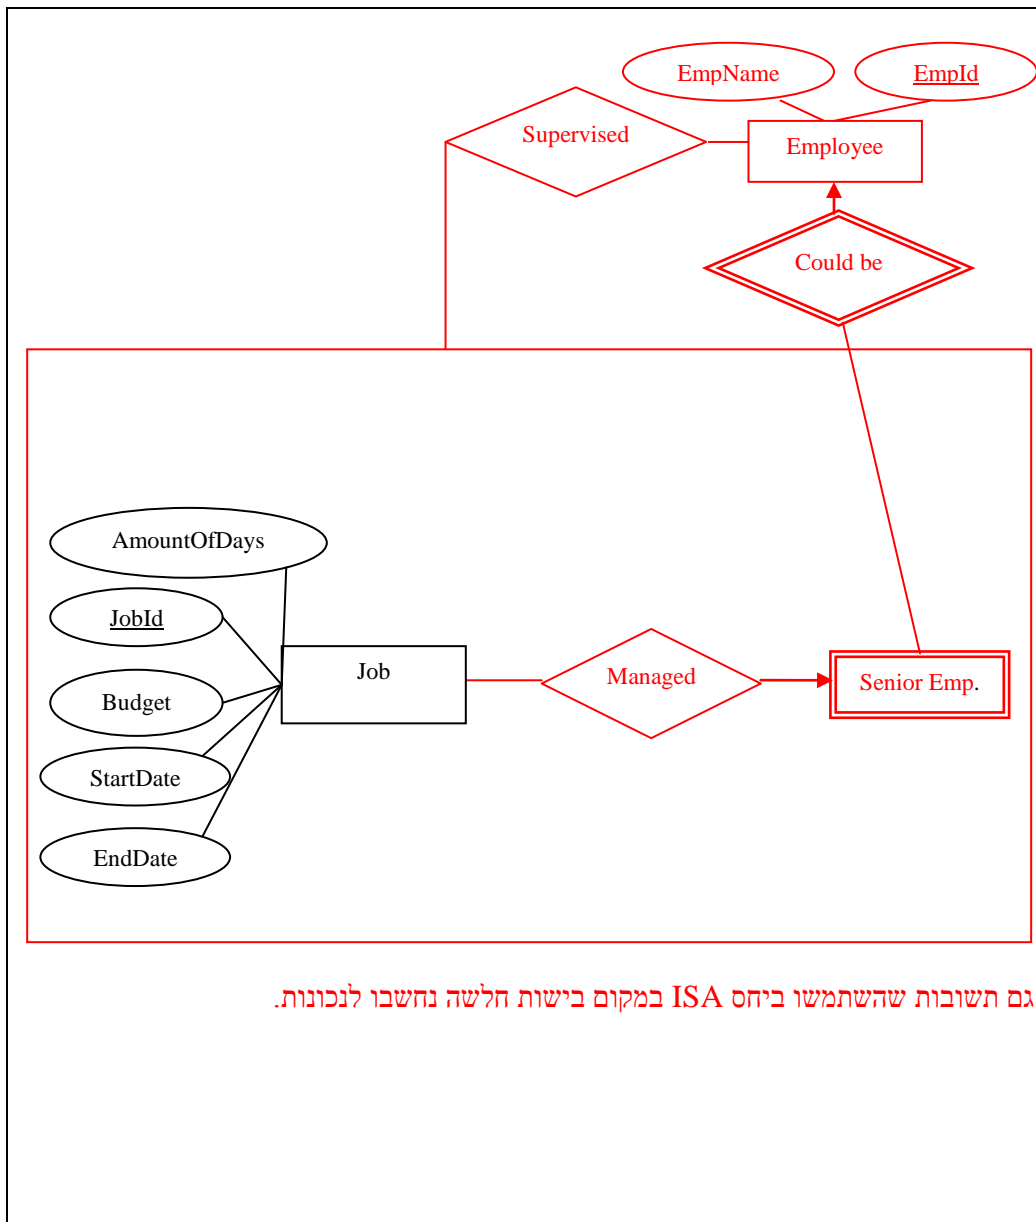 EmpName
EmpId
Supervised
Employee
Could be
AmountOfDays
JobId
Job
Managed
Senior Emp.
Budget
StartDate
EndDate
גם תשובות שהשתמשו ביחס ISA במקום בישות חלשה נחשבו לנכונות.